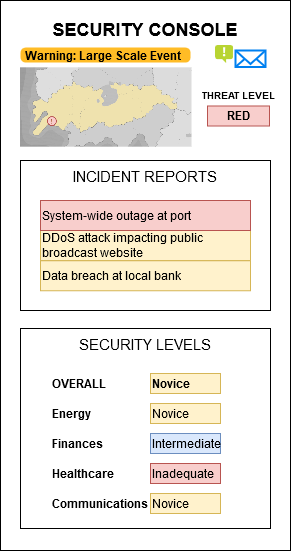 SECURITY CONSOLE
Warning: Large Scale Event
!
!
THREAT LEVEL
RED
INCIDENT REPORTS
System-wide outage at port
DDoS attack impacting public
broadcast website
Data breach at local bank
SECURITY LEVELS
OVERALL Novice
Energy Novice
Finances Intermediate
Healthcare Inadequate
Communications Novice